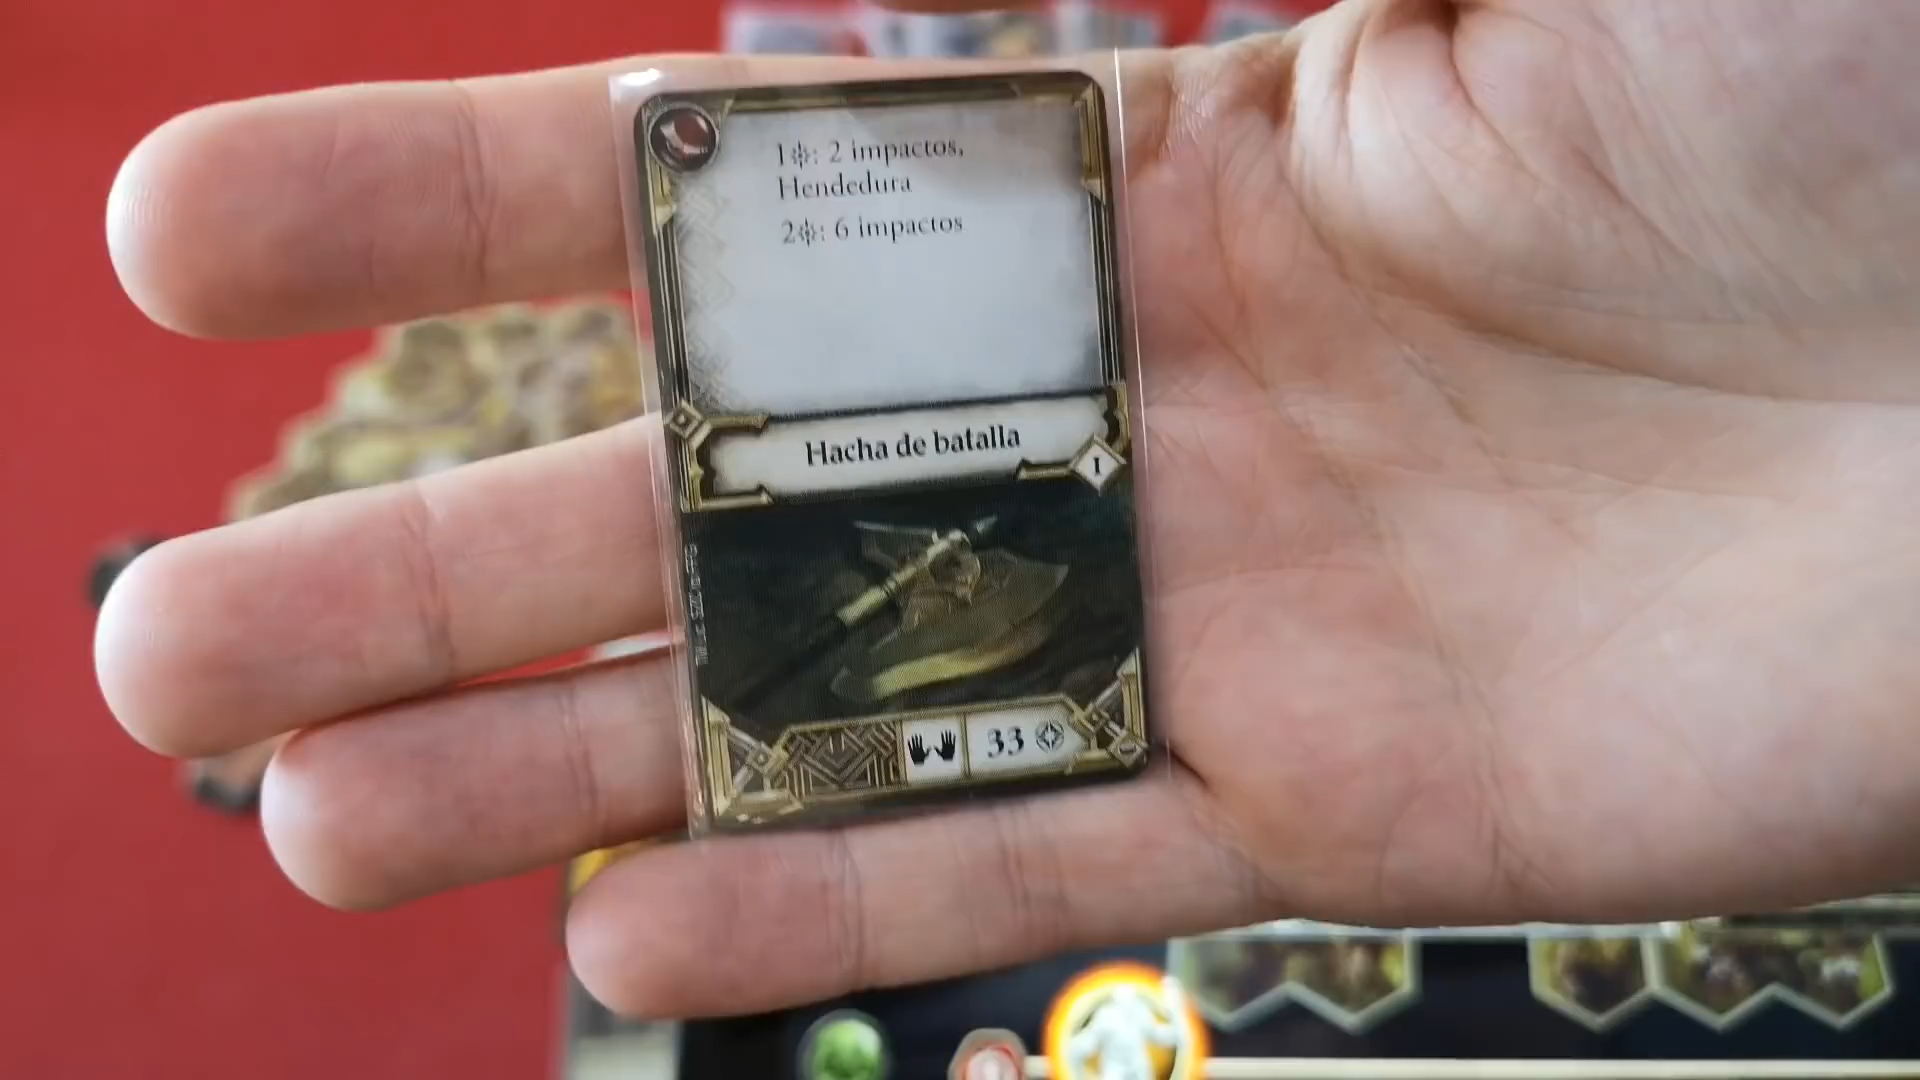 1: 2 impactos,
Hendedura
2: 6 impactos
Hacha de batalla
I
33